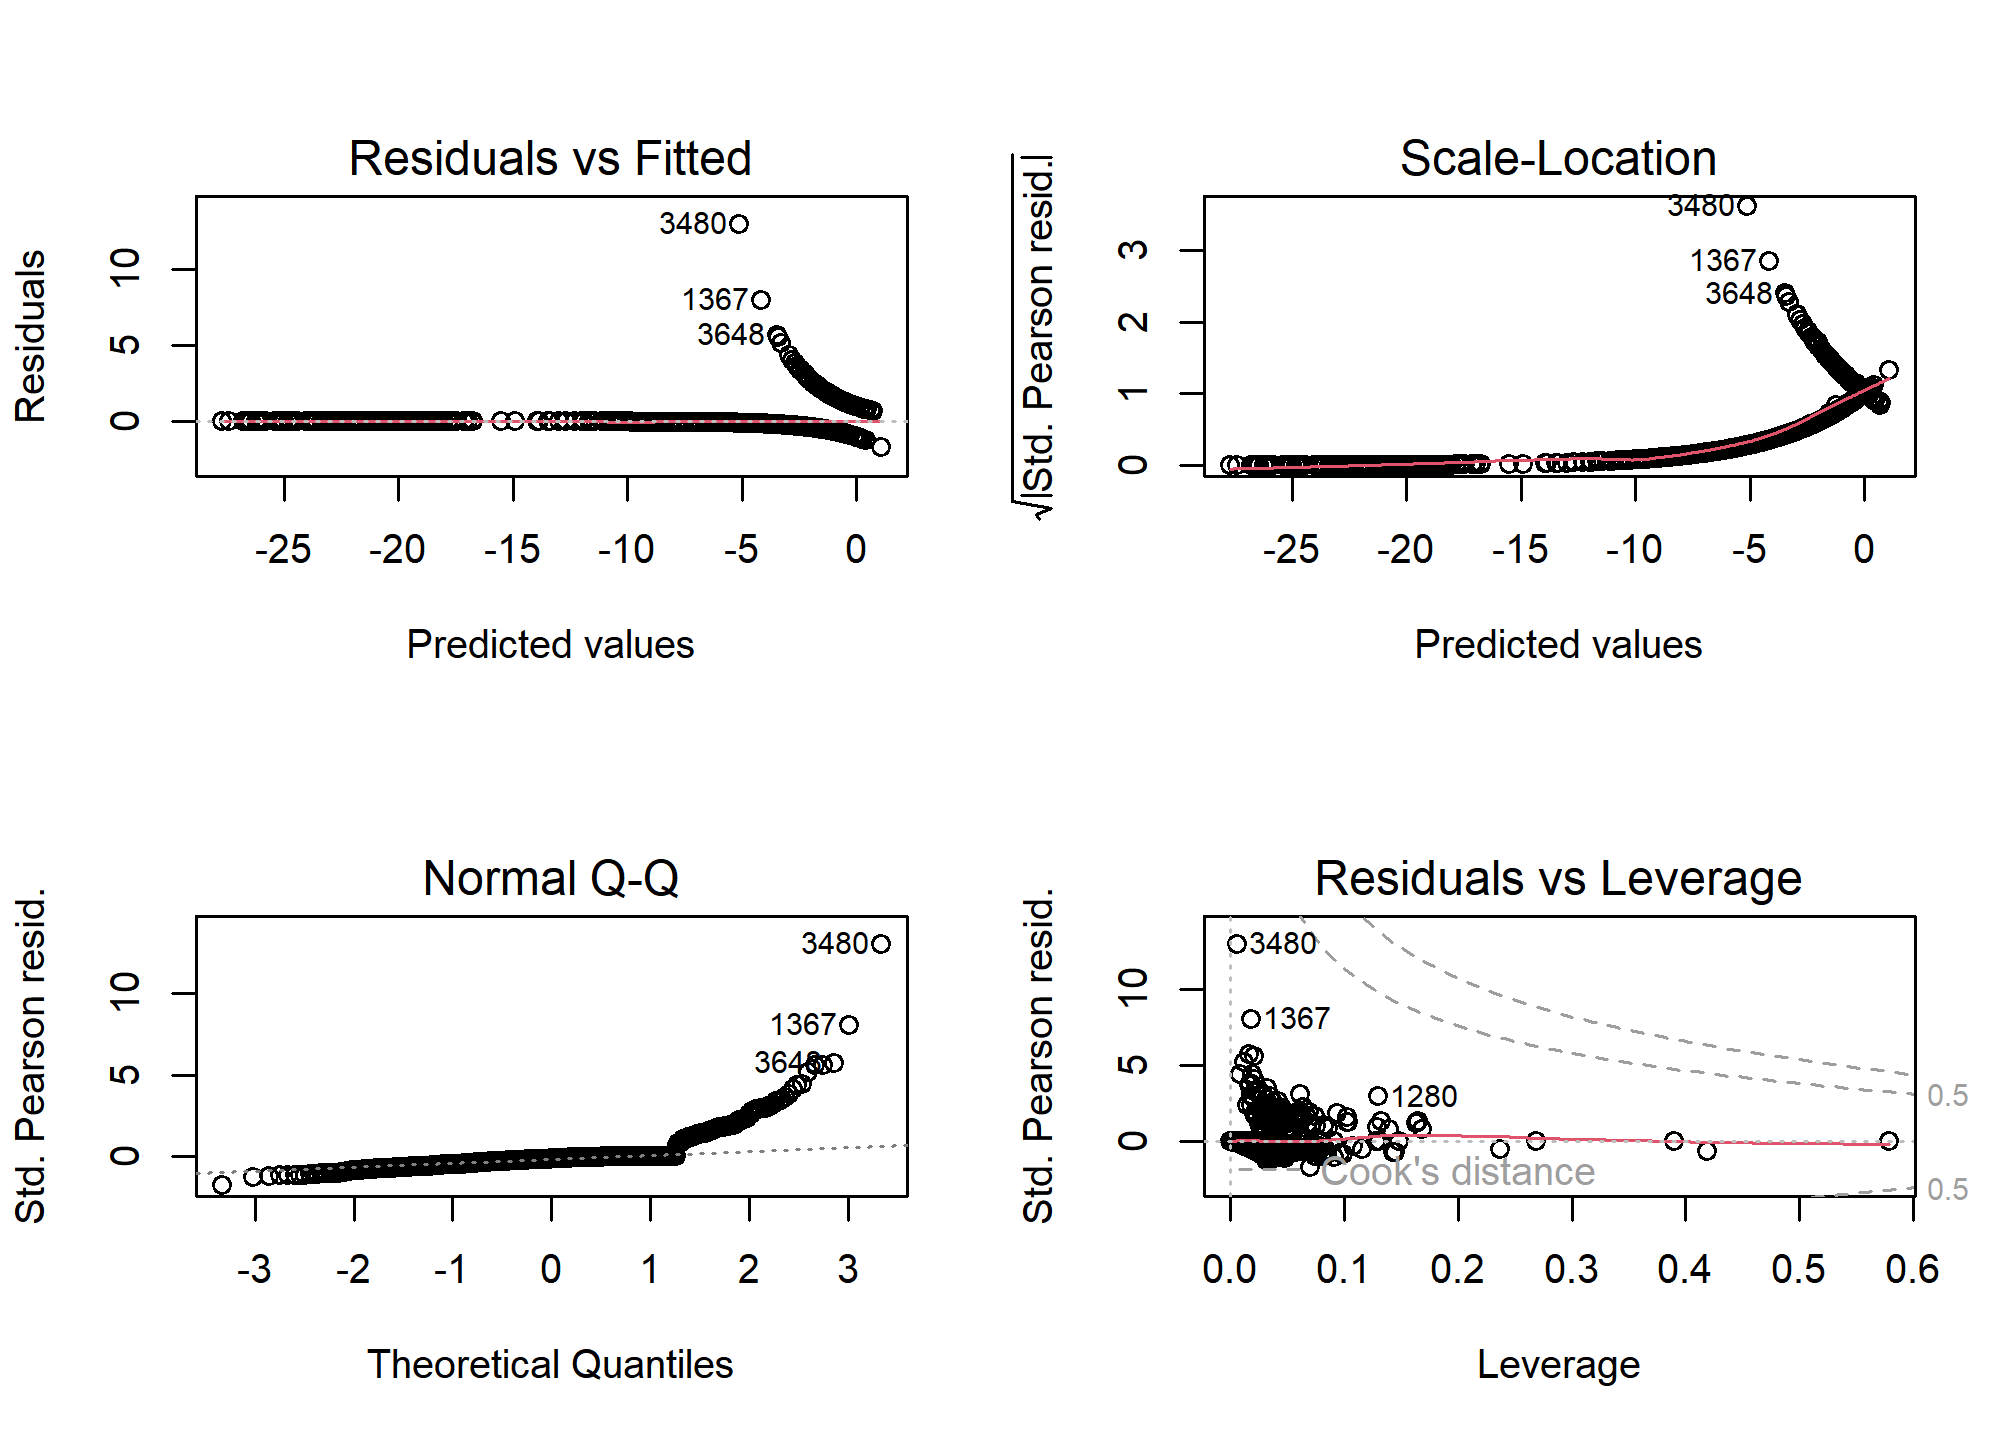 Residuals vs Fitted
Residuals
10
5
0
3480
1367
3648
-25 -20 -15 -10 -5 0
Predicted values
Scale-Location
√|Std. Pearson resid.|
3
2
1
0
3480
1367
3648
-25 -20 -15 -10 -5 0
Predicted values
Normal Q-Q
Std. Pearson resid.
10
5
0
3480
1367
3648
-3 -2 -1 0 1 2 3
Theoretical Quantiles
Residuals vs Leverage
Std. Pearson resid.
10
5
0
3480
1367
1280
0.5
Cook's distance
0.5
0.0 0.1 0.2 0.3 0.4 0.5 0.6
Leverage